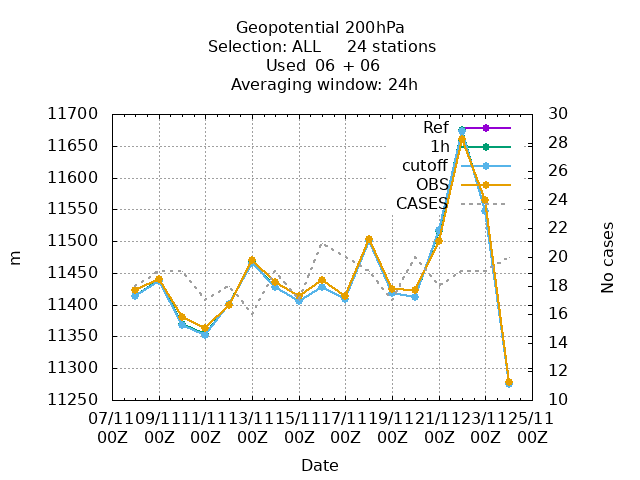 Geopotential 200hPa
Selection: ALL 24 stations
Used 06 + 06
Averaging window: 24h
11700
11650
11600
11550
11500
11450
11400
11350
11300
11250
m
Ref
1h
cutoff
OBS
CASES
30
28
26
24
22
20
18
16
14
12
10
No cases
07/11 09/11 11/11 13/11 15/11 17/11 19/11 21/11 23/11 25/11
00Z 00Z 00Z 00Z 00Z 00Z 00Z 00Z 00Z 00Z
Date